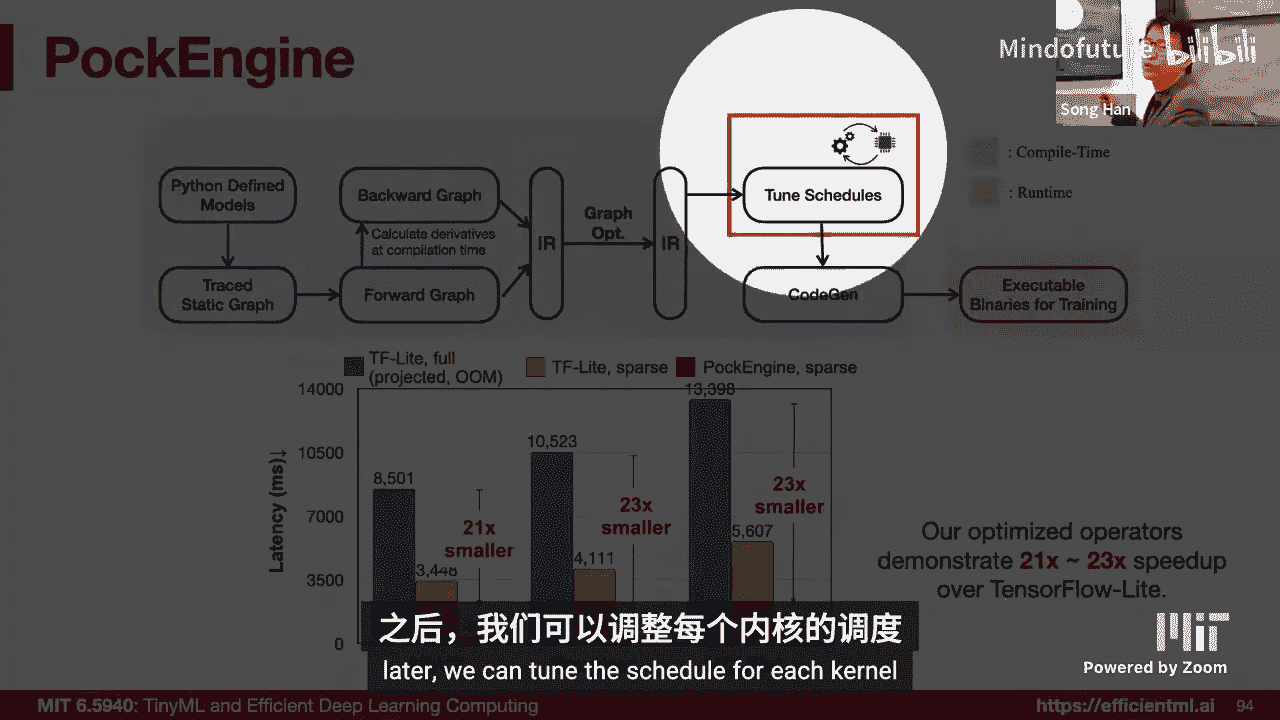 PockEngine
Mindofuture bilibili
Song Han
Python Defined
Models
Backward Graph
Calculate derivatives
at compilation time
Traced
Static Graph
Forward Graph
IR
Graph
Opt.
IR
Tune Schedules
CodeGen
Executable
Binaries for Training
: Compile-Time
: Runtime
TF-Lite, full
(projected, OOM)
TF-Lite, sparse
PockEngine, sparse
Latency (ms)↓
14000
10500
7000
3500
0
8,501
3,448
21x
smaller
10,523
4,111
23x
smaller
13,398
5,607
23x
smaller
Our optimized operators
demonstrate 21x ~ 23x speedup
over TensorFlow-Lite.
之后，我们可以调整每个内核的调度
later, we can tune the schedule for each kernel
MIT
Powered by Zoom
MIT 6.5940: TinyML and Efficient Deep Learning Computing
https://efficientml.ai
94